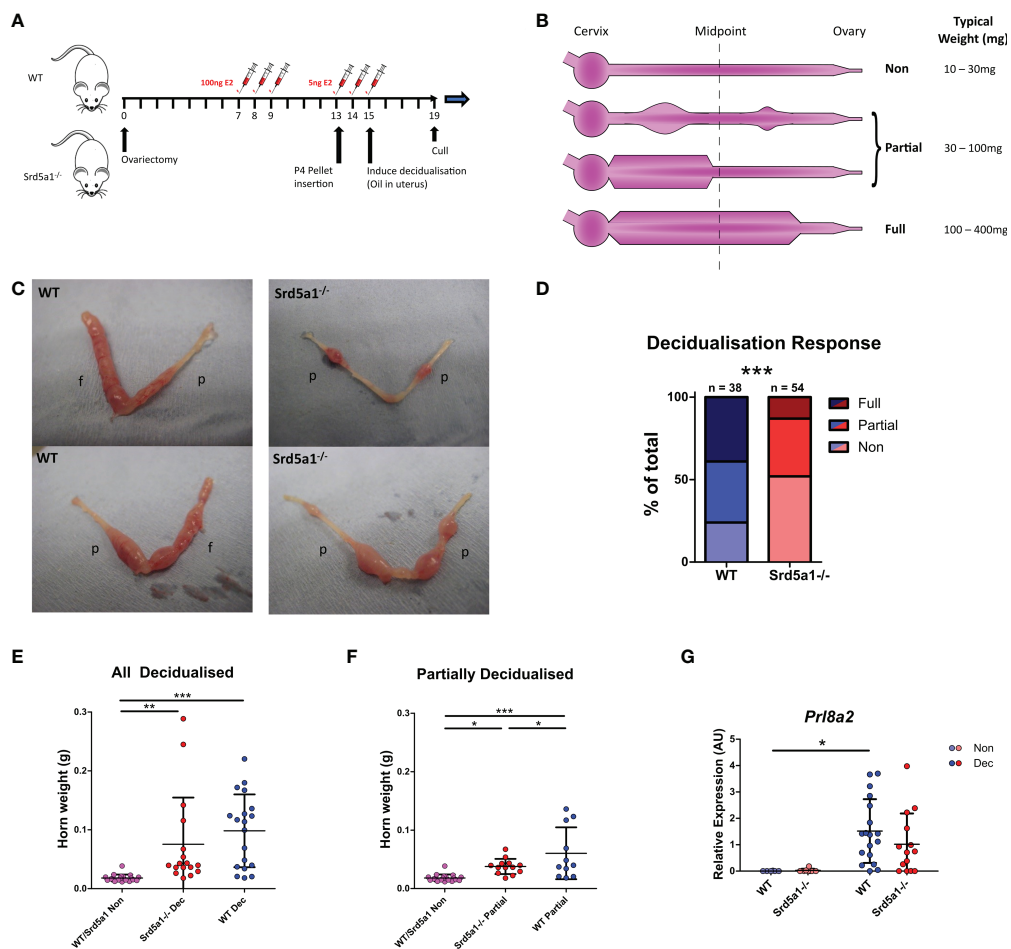 A
WT
Srd5a1-/-
100ng E2
5ng E2
0
7
8
9
13
14
15
19
Ovariectomy
P4 Pellet
insertion
Induce decidualisation
(Oil in uterus)
Cull
B
Cervix
Midpoint
Ovary
Typical
Weight (mg)
Non
10 – 30mg
Partial
30 – 100mg
Full
100 – 400mg
C
WT
f
p
Srd5a1-/-
p
p
WT
p
f
Srd5a1-/-
p
p
D
Decidualisation Response
***
n = 38
n = 54
% of total
100
50
0
WT
Srd5a1-/-
Full
Partial
Non
E
All Decidualised
***
**
Horn weight (g)
0.3
0.2
0.1
0.0
WT/Srd5a1 Non
Srd5a1-/- Dec
WT Dec
F
Partially Decidualised
***
*
*
Horn weight (g)
0.3
0.2
0.1
0.0
WT/Srd5a1 Non
Srd5a1-/- Partial
WT Partial
G
Prl8a2
*
Relative Expression (AU)
5
4
3
2
1
0
WT
Srd5a1-/-
WT
Srd5a1-/-
Non
Dec